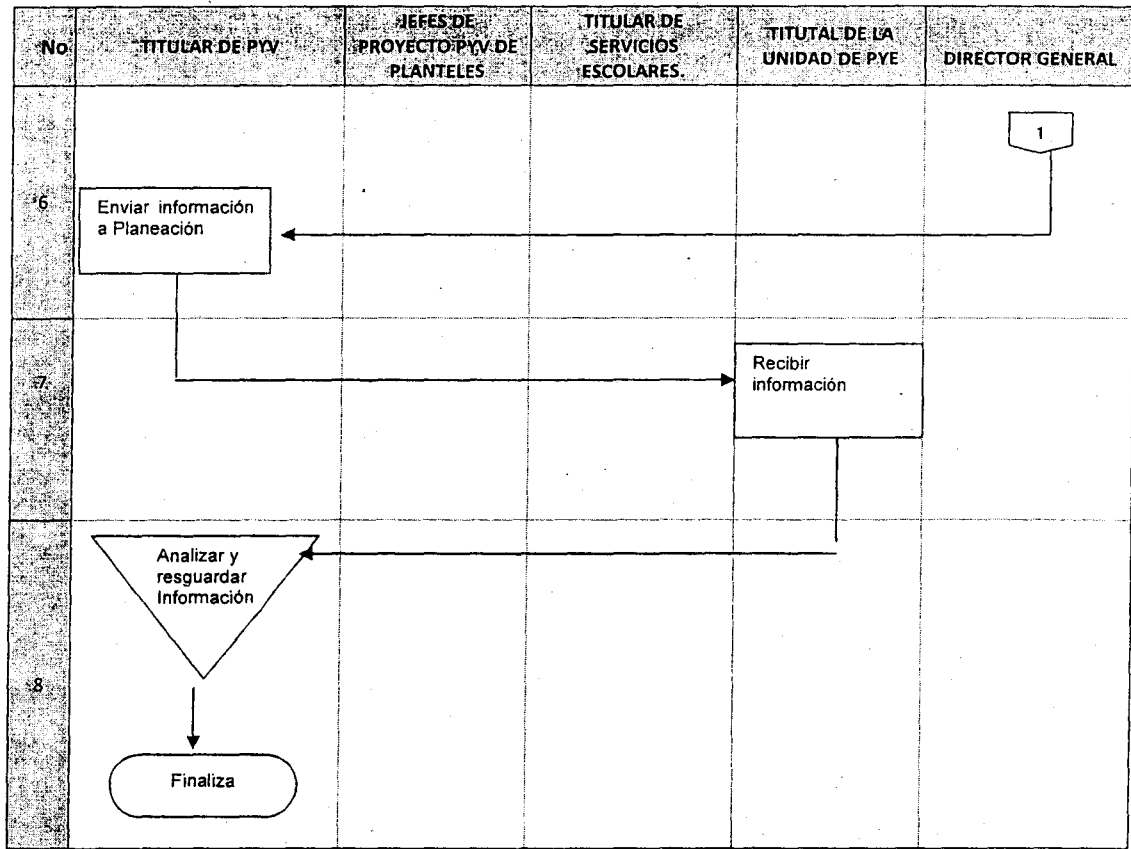 No
TITULAR DE PYV
JEFES DE
PROYECTO PYV DE
PLANTELES
TITULAR DE
SERVICIOS
ESCOLARES.
TITUTAL DE LA
UNIDAD DE PYE
DIRECTOR GENERAL
1
6
Enviar información
a Planeación
7
Recibir
información
8
Analizar y
resguardar
Información
Finaliza